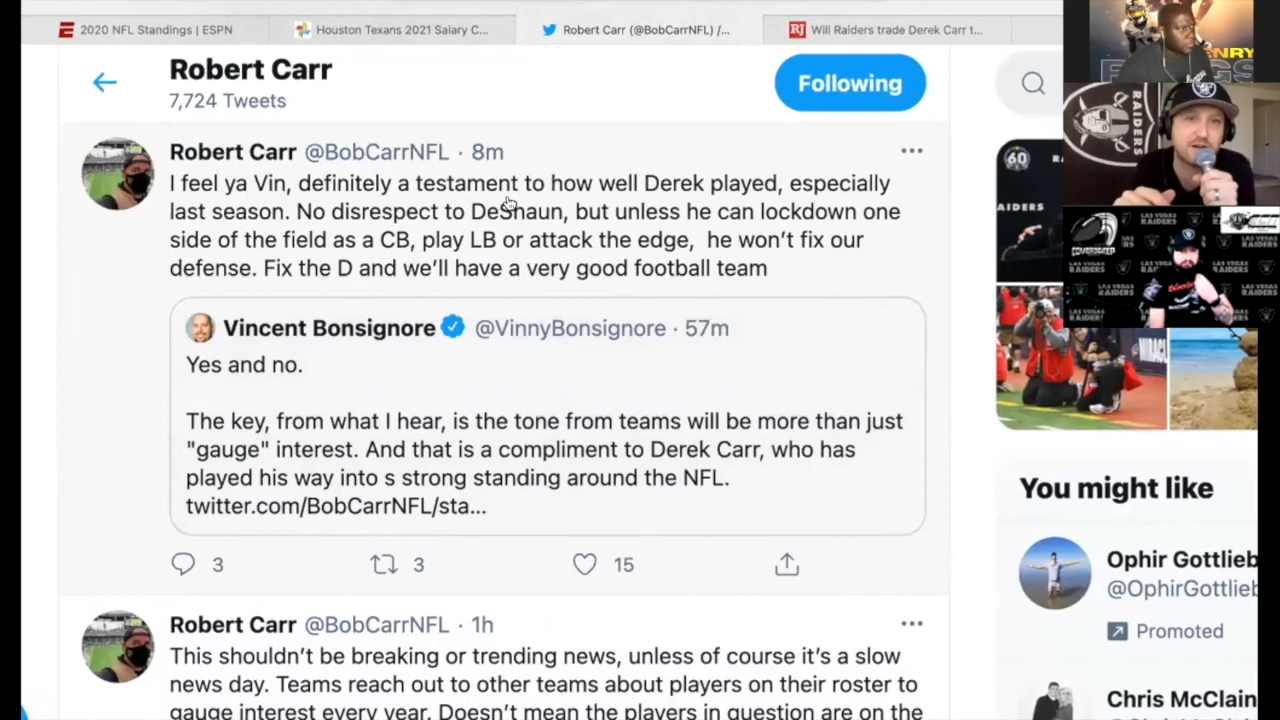 2020 NFL Standings | ESPN
Houston Texans 2021 Salary C...
Robert Carr (@BobCarrNFL) /...
RJ
Will Raiders trade Derek Carr t...
Robert Carr
7,724 Tweets
Following
Robert Carr @BobCarrNFL · 8m
I feel ya Vin, definitely a testament to how well Derek played, especially
last season. No disrespect to DeShaun, but unless he can lockdown one
side of the field as a CB, play LB or attack the edge, he won’t fix our
defense. Fix the D and we’ll have a very good football team
Vincent Bonsignore @VinnyBonsignore · 57m
Yes and no.
The key, from what I hear, is the tone from teams will be more than just
"gauge" interest. And that is a compliment to Derek Carr, who has
played his way into s strong standing around the NFL.
twitter.com/BobCarrNFL/sta...
3
3
15
Robert Carr @BobCarrNFL · 1h
This shouldn’t be breaking or trending news, unless of course it’s a slow
news day. Teams reach out to other teams about players on their roster to
gauge interest every year. Doesn’t mean the players in question are on the
60
AIDERS
You might like
Ophir Gottlieb
@OphirGottlieb
Promoted
Chris McClain
RAIDERS
LAS VEGAS
RAIDERS